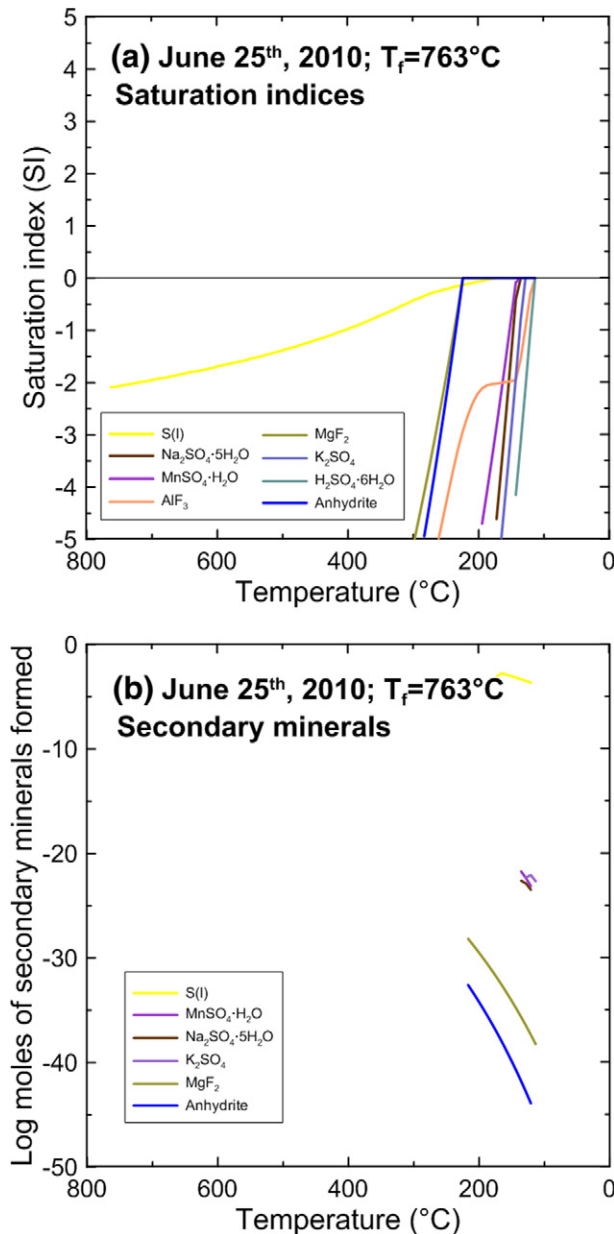 (a) June 25th, 2010; Tf=763°C
Saturation indices
Saturation index (SI)
5
4
3
2
1
0
-1
-2
-3
-4
-5
S(l)
Na2SO4·5H2O
MnSO4·H2O
AlF3
MgF2
K2SO4
H2SO4·6H2O
Anhydrite
800
600
400
200
0
Temperature (°C)
(b) June 25th, 2010; Tf=763°C
Secondary minerals
Log moles of secondary minerals formed
0
-10
-20
-30
-40
-50
S(l)
MnSO4·H2O
Na2SO4·5H2O
K2SO4
MgF2
Anhydrite
800
600
400
200
0
Temperature (°C)